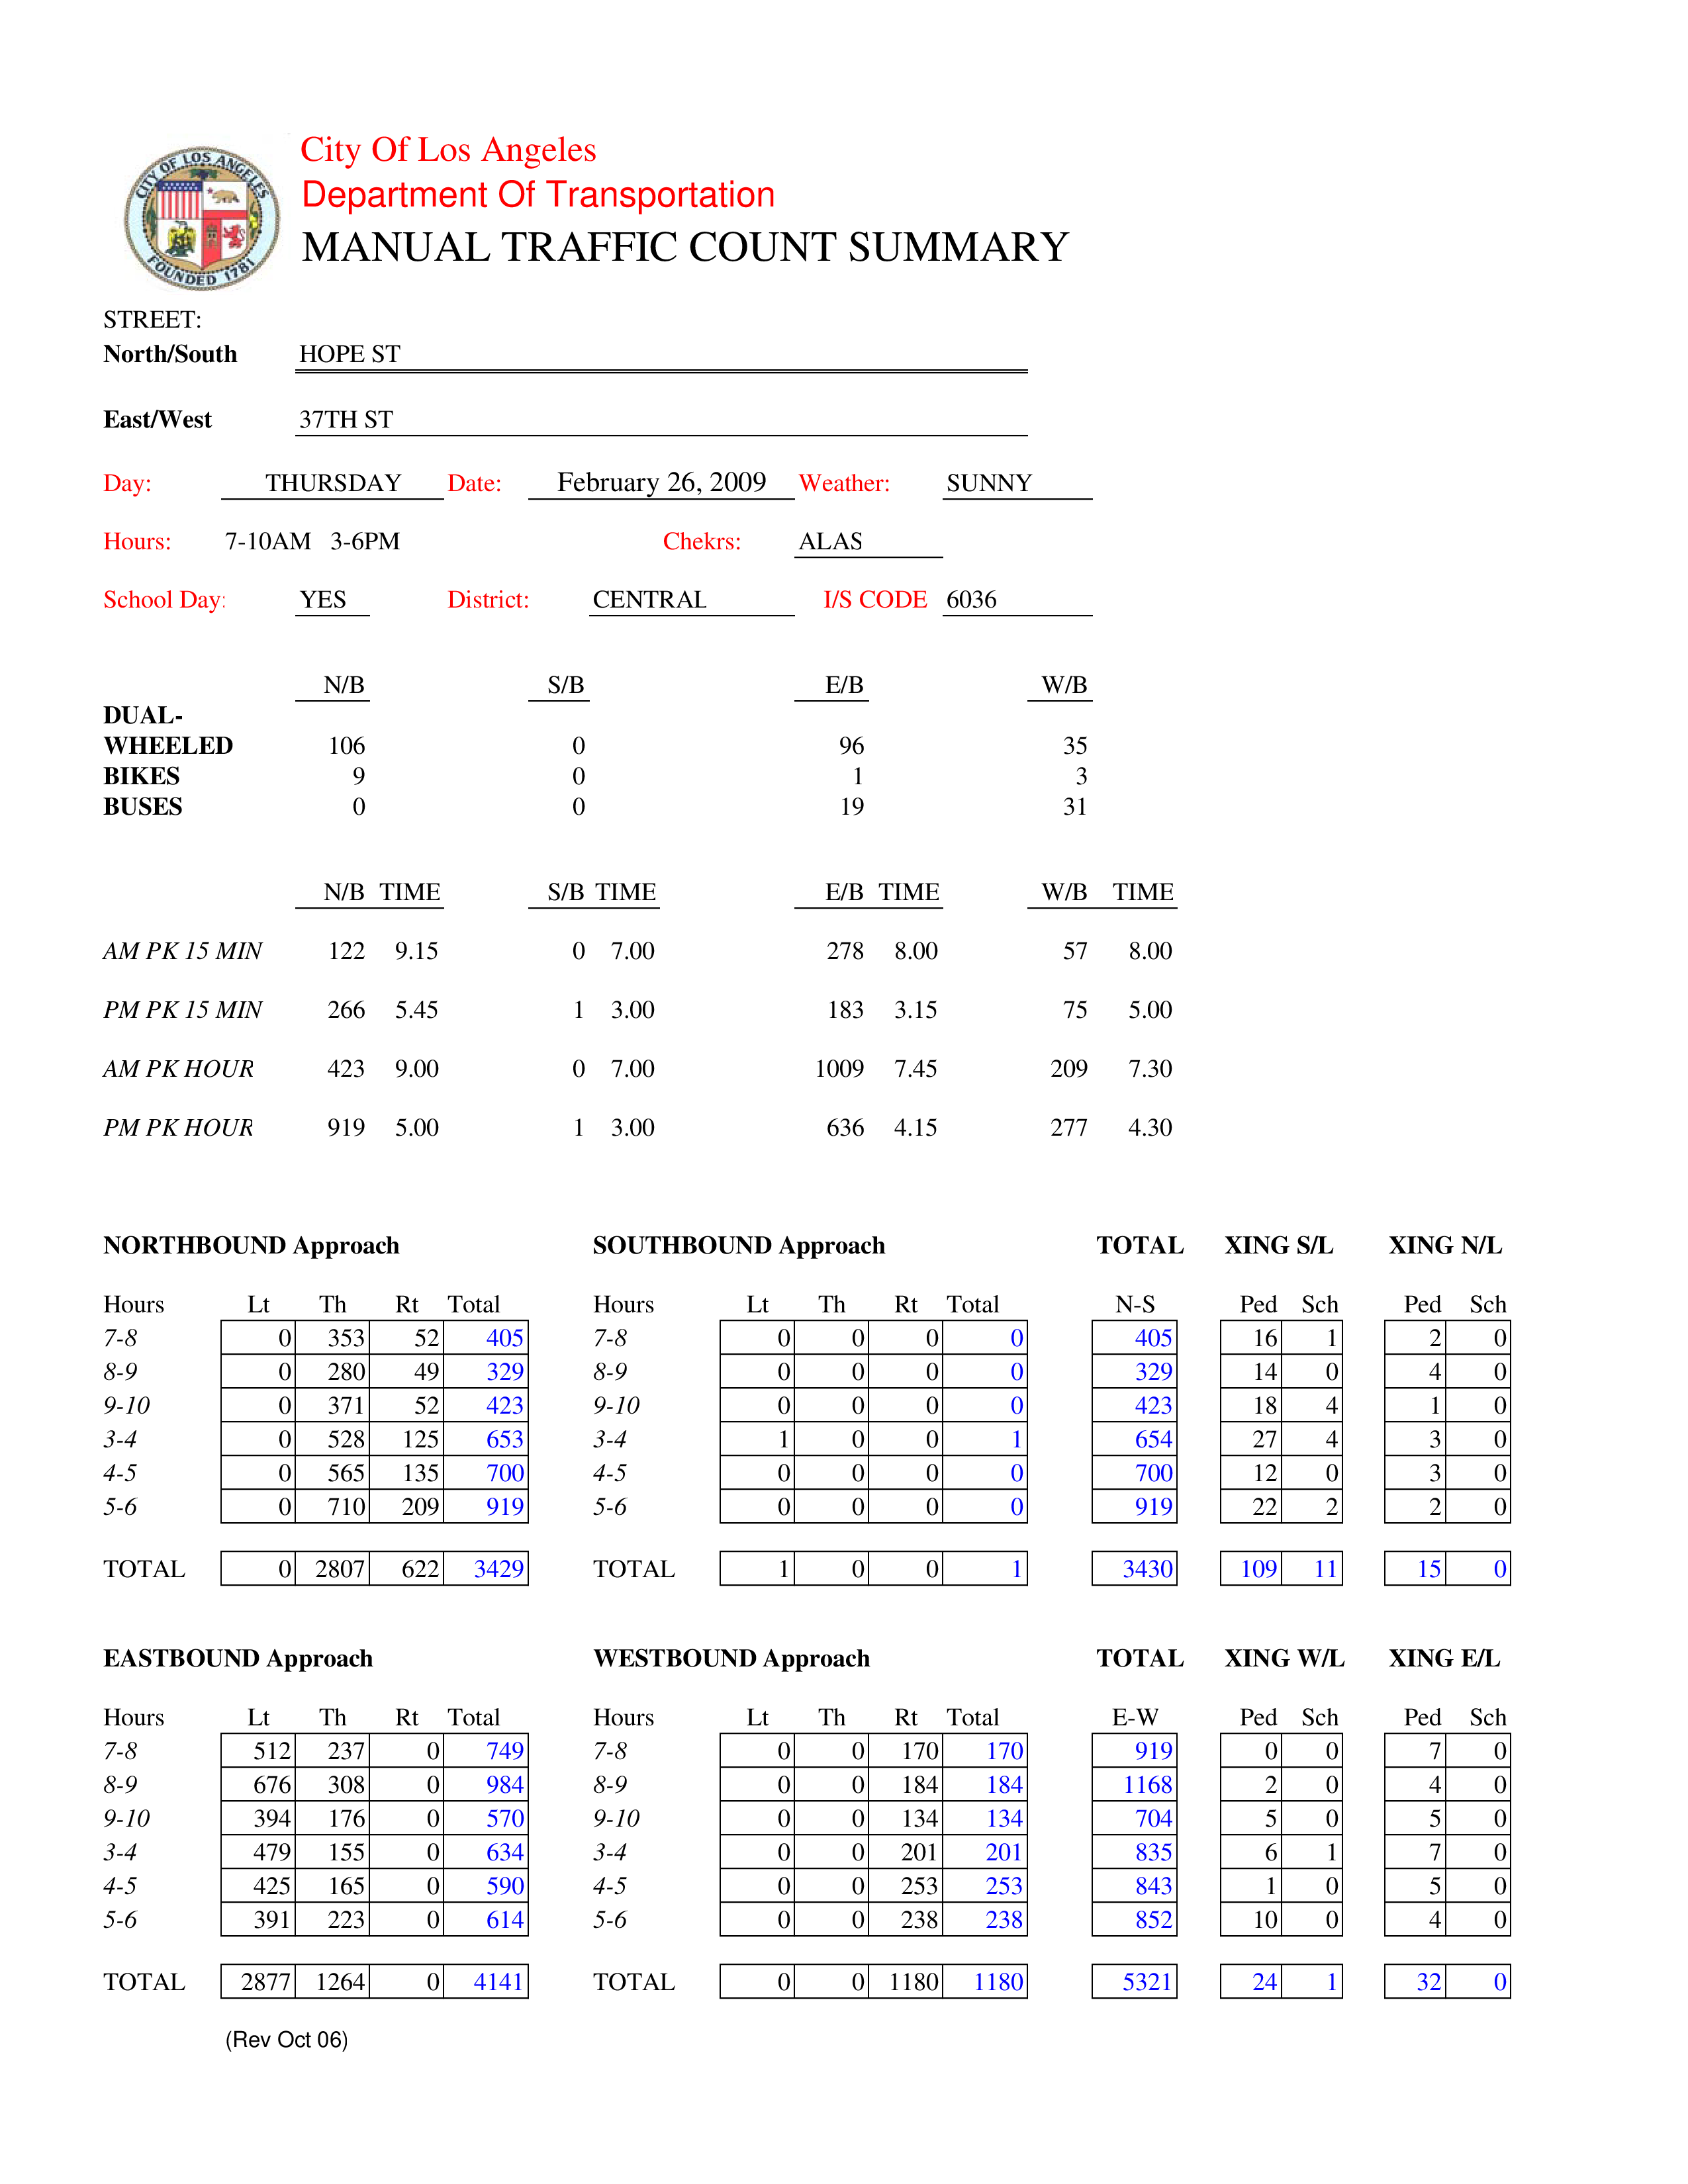 CITY OF LOS ANGELES
FOUNDED 1781
City Of Los Angeles
Department Of Transportation
MANUAL TRAFFIC COUNT SUMMARY
STREET:
North/South HOPE ST
East/West 37TH ST
Day: THURSDAY Date: February 26, 2009 Weather: SUNNY
Hours: 7-10AM 3-6PM Chekrs: ALAS
School Day: YES District: CENTRAL I/S CODE 6036
N/B S/B E/B W/B
DUAL-
WHEELED 106 0 96 35
BIKES 9 0 1 3
BUSES 0 0 19 31
N/B TIME S/B TIME E/B TIME W/B TIME
AM PK 15 MIN 122 9.15 0 7.00 278 8.00 57 8.00
PM PK 15 MIN 266 5.45 1 3.00 183 3.15 75 5.00
AM PK HOUR 423 9.00 0 7.00 1009 7.45 209 7.30
PM PK HOUR 919 5.00 1 3.00 636 4.15 277 4.30
NORTHBOUND Approach SOUTHBOUND Approach TOTAL XING S/L XING N/L
Hours Lt Th Rt Total Hours Lt Th Rt Total N-S Ped Sch Ped Sch
7-8 0 353 52 405 7-8 0 0 0 0 405 16 1 2 0
8-9 0 280 49 329 8-9 0 0 0 0 329 14 0 4 0
9-10 0 371 52 423 9-10 0 0 0 0 423 18 4 1 0
3-4 0 528 125 653 3-4 1 0 0 1 654 27 4 3 0
4-5 0 565 135 700 4-5 0 0 0 0 700 12 0 3 0
5-6 0 710 209 919 5-6 0 0 0 0 919 22 2 2 0
TOTAL 0 2807 622 3429 TOTAL 1 0 0 1 3430 109 11 15 0
EASTBOUND Approach WESTBOUND Approach TOTAL XING W/L XING E/L
Hours Lt Th Rt Total Hours Lt Th Rt Total E-W Ped Sch Ped Sch
7-8 512 237 0 749 7-8 0 0 170 170 919 0 0 7 0
8-9 676 308 0 984 8-9 0 0 184 184 1168 2 0 4 0
9-10 394 176 0 570 9-10 0 0 134 134 704 5 0 5 0
3-4 479 155 0 634 3-4 0 0 201 201 835 6 1 7 0
4-5 425 165 0 590 4-5 0 0 253 253 843 1 0 5 0
5-6 391 223 0 614 5-6 0 0 238 238 852 10 0 4 0
TOTAL 2877 1264 0 4141 TOTAL 0 0 1180 1180 5321 24 1 32 0
(Rev Oct 06)